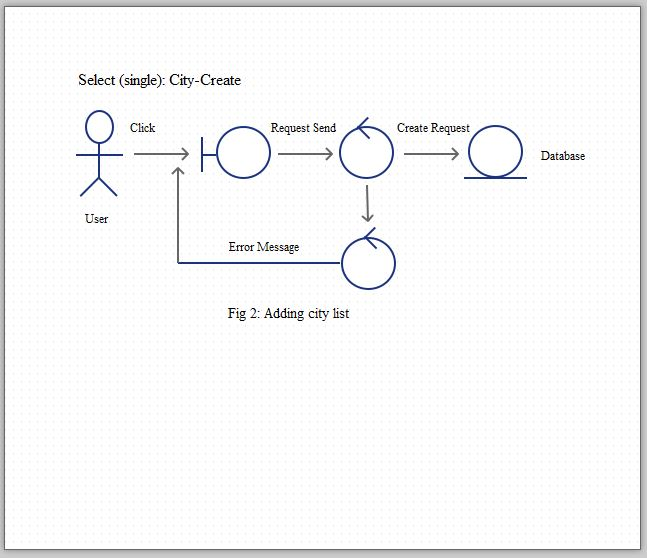 Select (single): City-Create
Click
Request Send
Create Request
Database
User
Error Message
Fig 2: Adding city list